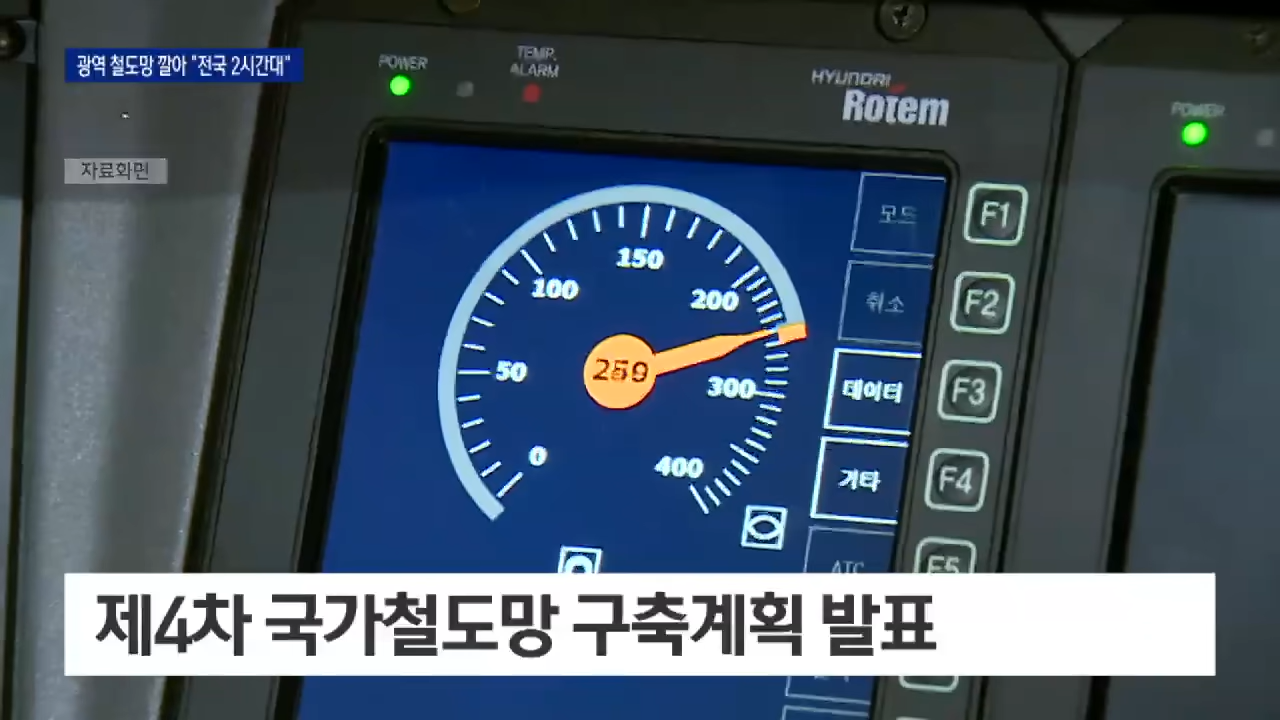 광역 철도망 깔아 "전국 2시간대"
자료화면
POWER
TEMP.
ALARM
HYUNDAI
Rotem
POWER
모드
F1
150
100
200
취소
F2
50
300
데이터
F3
0
400
기타
F4
ATC
F5
제4차 국가철도망 구축계획 발표